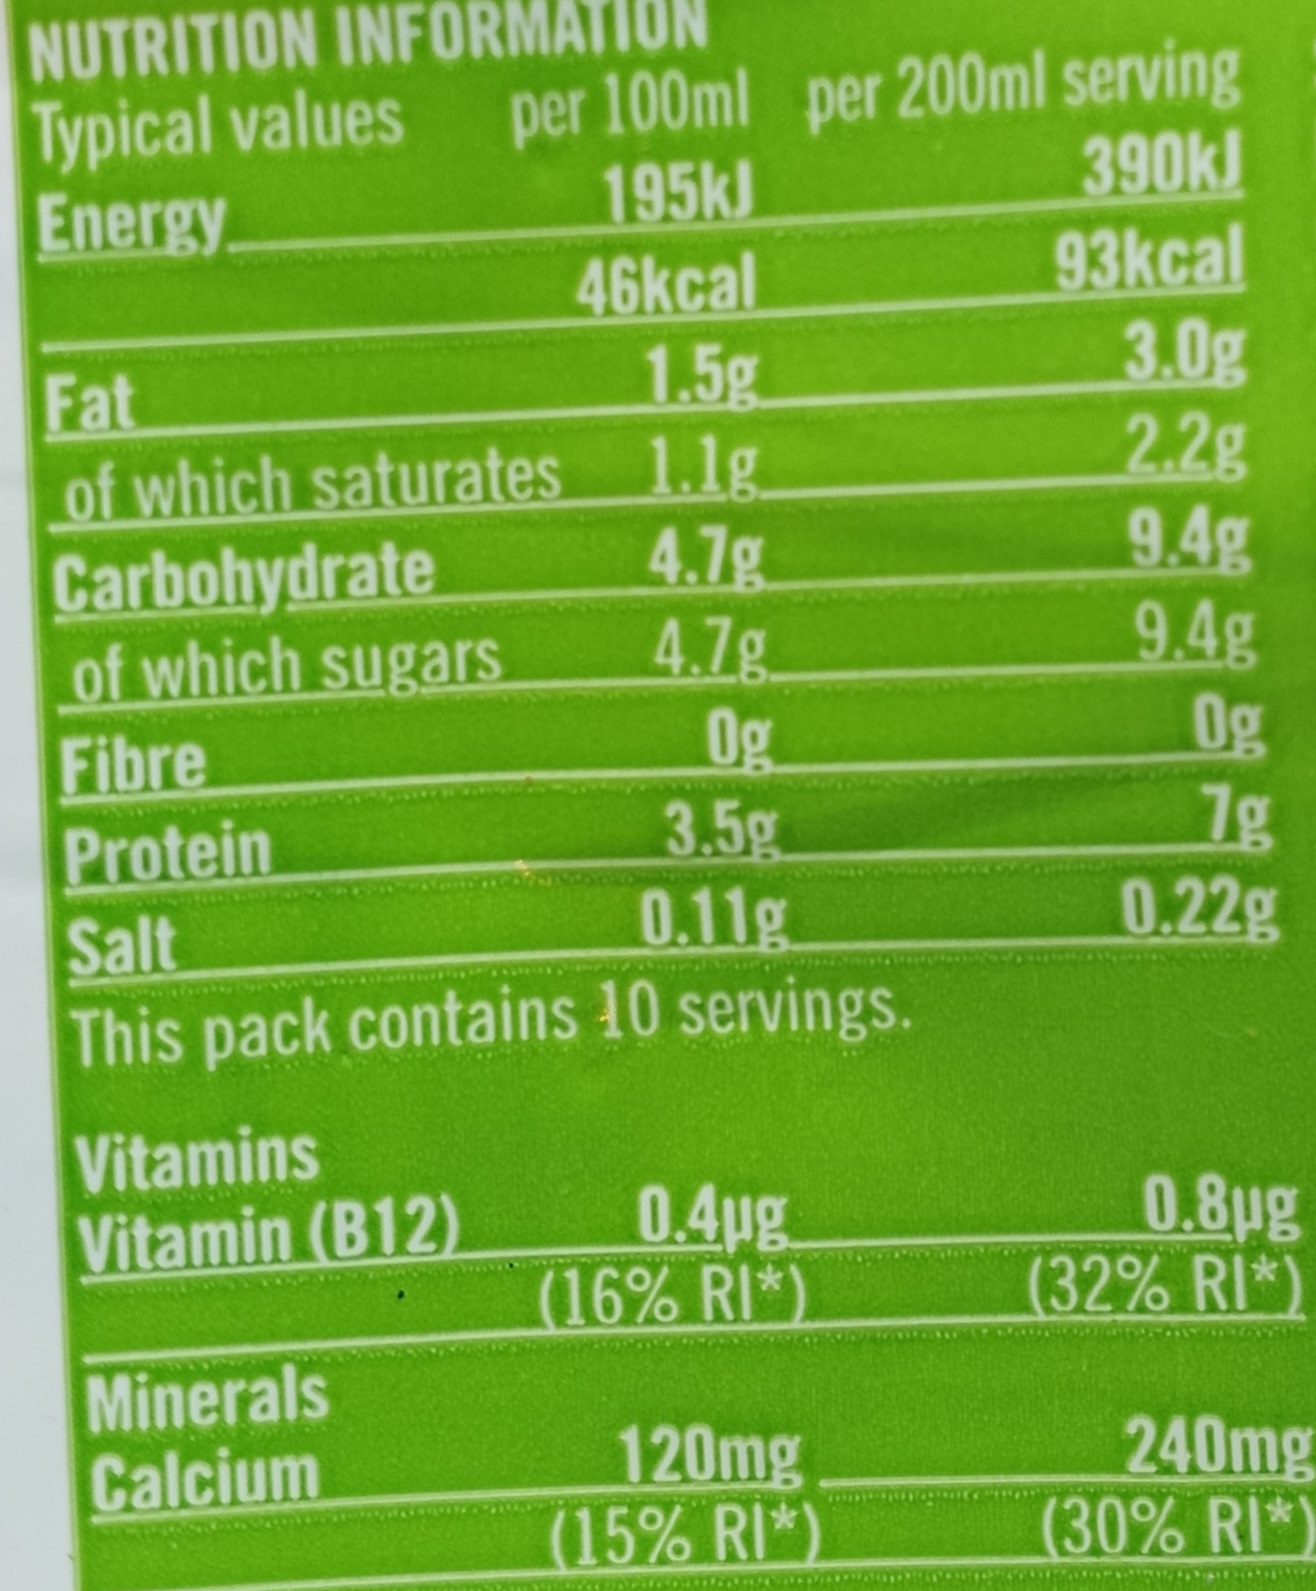 NUTRITION INFORMATION
Typical values per 100ml per 200ml serving
Energy 195kJ 390kJ
46kcal 93kcal
Fat 1.5g 3.0g
of which saturates 1.1g 2.2g
Carbohydrate 4.7g 9.4g
of which sugars 4.7g 9.4g
Fibre 0g 0g
Protein 3.5g 7g
Salt 0.11g 0.22g
This pack contains 10 servings.
Vitamins
Vitamin (B12) 0.4µg 0.8µg
(16% RI*) (32% RI*)
Minerals
Calcium 120mg 240mg
(15% RI*) (30% RI*)